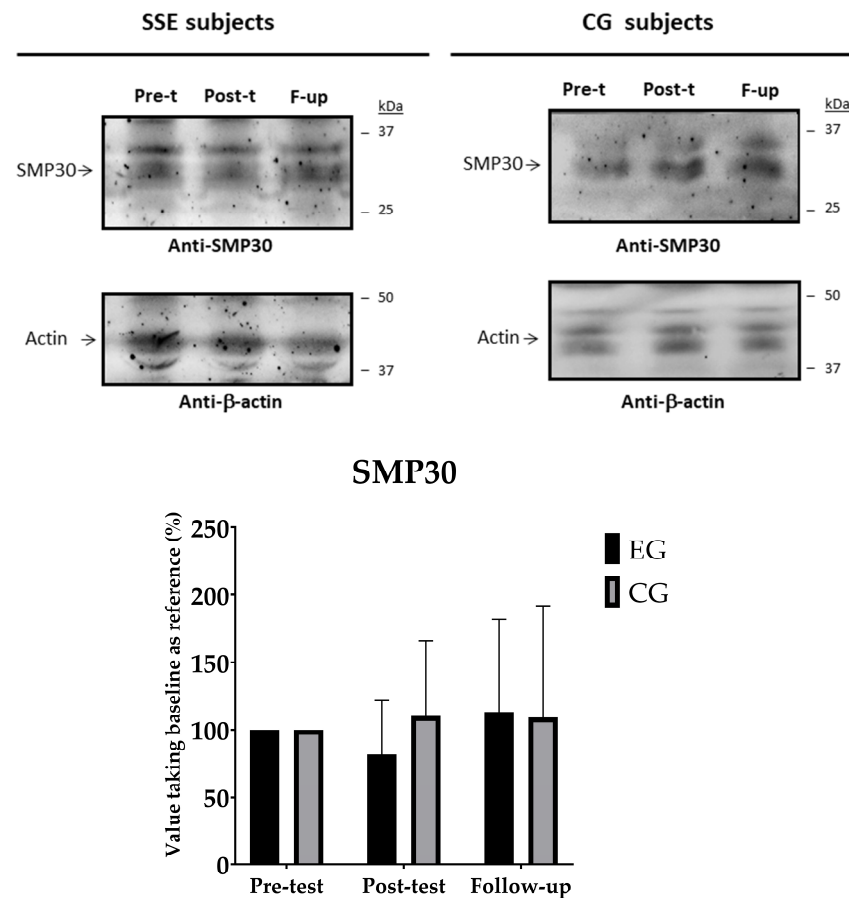 SSE subjects
CG subjects
Pre-t Post-t F-up kDa
37
SMP30
25
Anti-SMP30
50
Actin
37
Anti-β-actin
Pre-t Post-t F-up kDa
37
SMP30
25
Anti-SMP30
50
Actin
37
Anti-β-actin
SMP30
Value taking baseline as reference (%)
250
200
150
100
50
0
Pre-test Post-test Follow-up
EG
CG